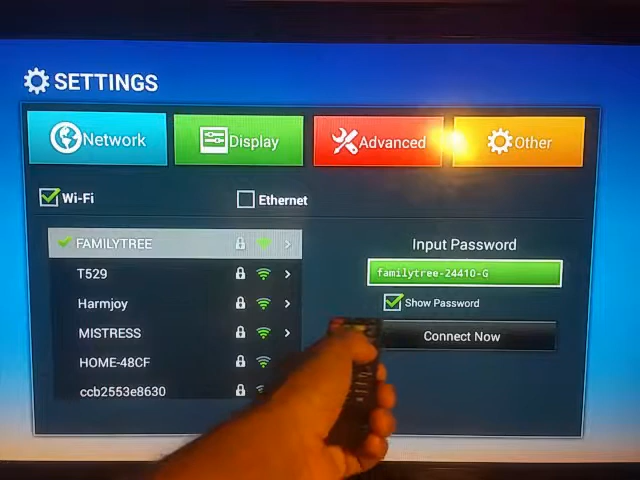 SETTINGS
Network
Display
Advanced
Other
Wi-Fi
Ethernet
FAMILYTREE
T529
Harmjoy
MISTRESS
HOME-48CF
ccb2553e8630
Input Password
familytree-24410-G
Show Password
Connect Now